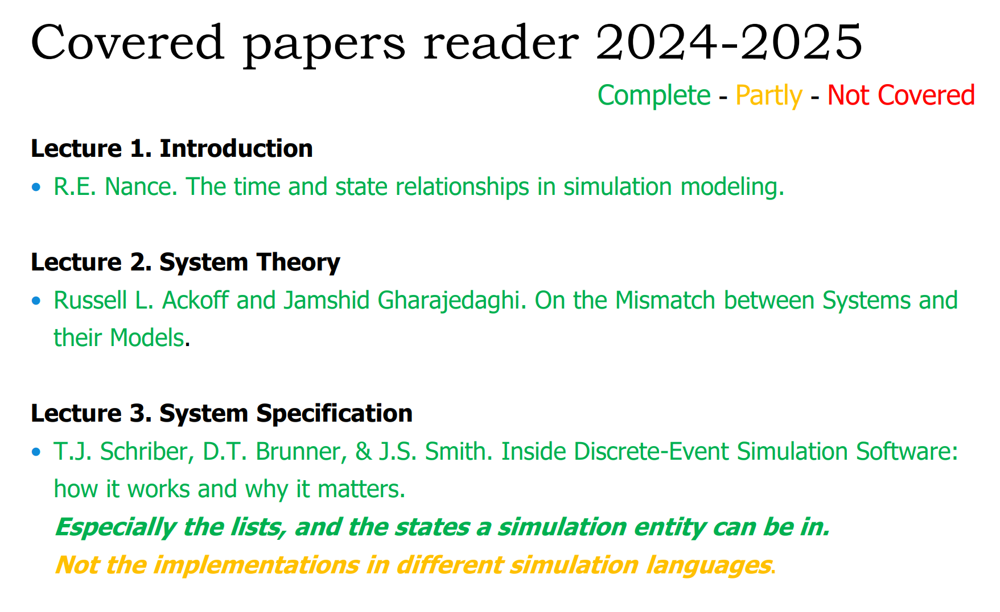 Covered papers reader 2024-2025
Complete - Partly - Not Covered
Lecture 1. Introduction
• R.E. Nance. The time and state relationships in simulation modeling.
Lecture 2. System Theory
• Russell L. Ackoff and Jamshid Gharajedaghi. On the Mismatch between Systems and
their Models.
Lecture 3. System Specification
• T.J. Schriber, D.T. Brunner, & J.S. Smith. Inside Discrete-Event Simulation Software:
how it works and why it matters.
Especially the lists, and the states a simulation entity can be in.
Not the implementations in different simulation languages.